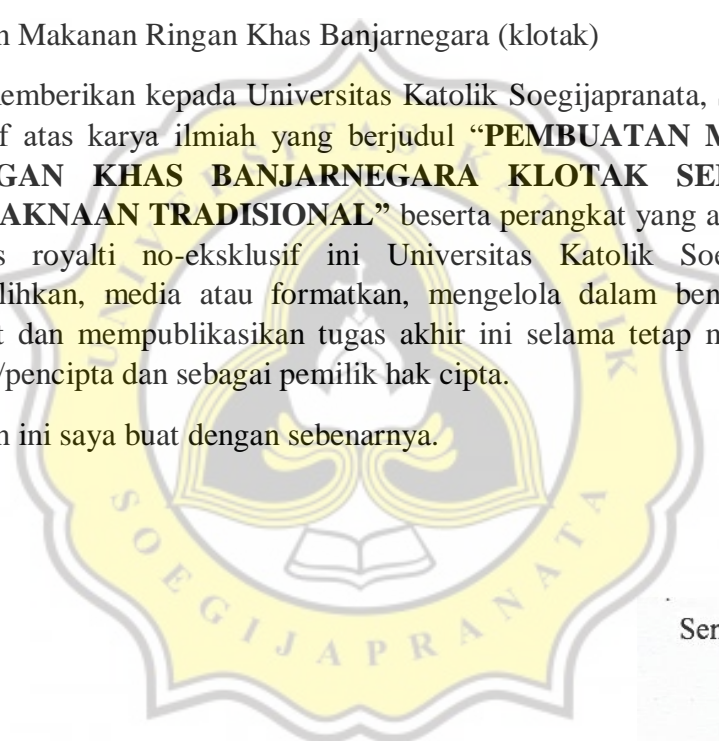 n Makanan Ringan Khas Banjarnegara (klotak)
emberikan kepada Universitas Katolik Soegijapranata,
f atas karya ilmiah yang berjudul “PEMBUATAN M
GAN KHAS BANJARNEGARA KLOTAK SE
AKNAAN TRADISIONAL” beserta perangkat yang a
s royalti no-eksklusif ini Universitas Katolik Soe
lihkan, media atau formatkan, mengelola dalam ben
t dan mempublikasikan tugas akhir ini selama tetap
/pencipta dan sebagai pemilik hak cipta.
n ini saya buat dengan sebenarnya.
UNIVERSITAS KATOLIK
SOEGIJAPRANATA
Ser